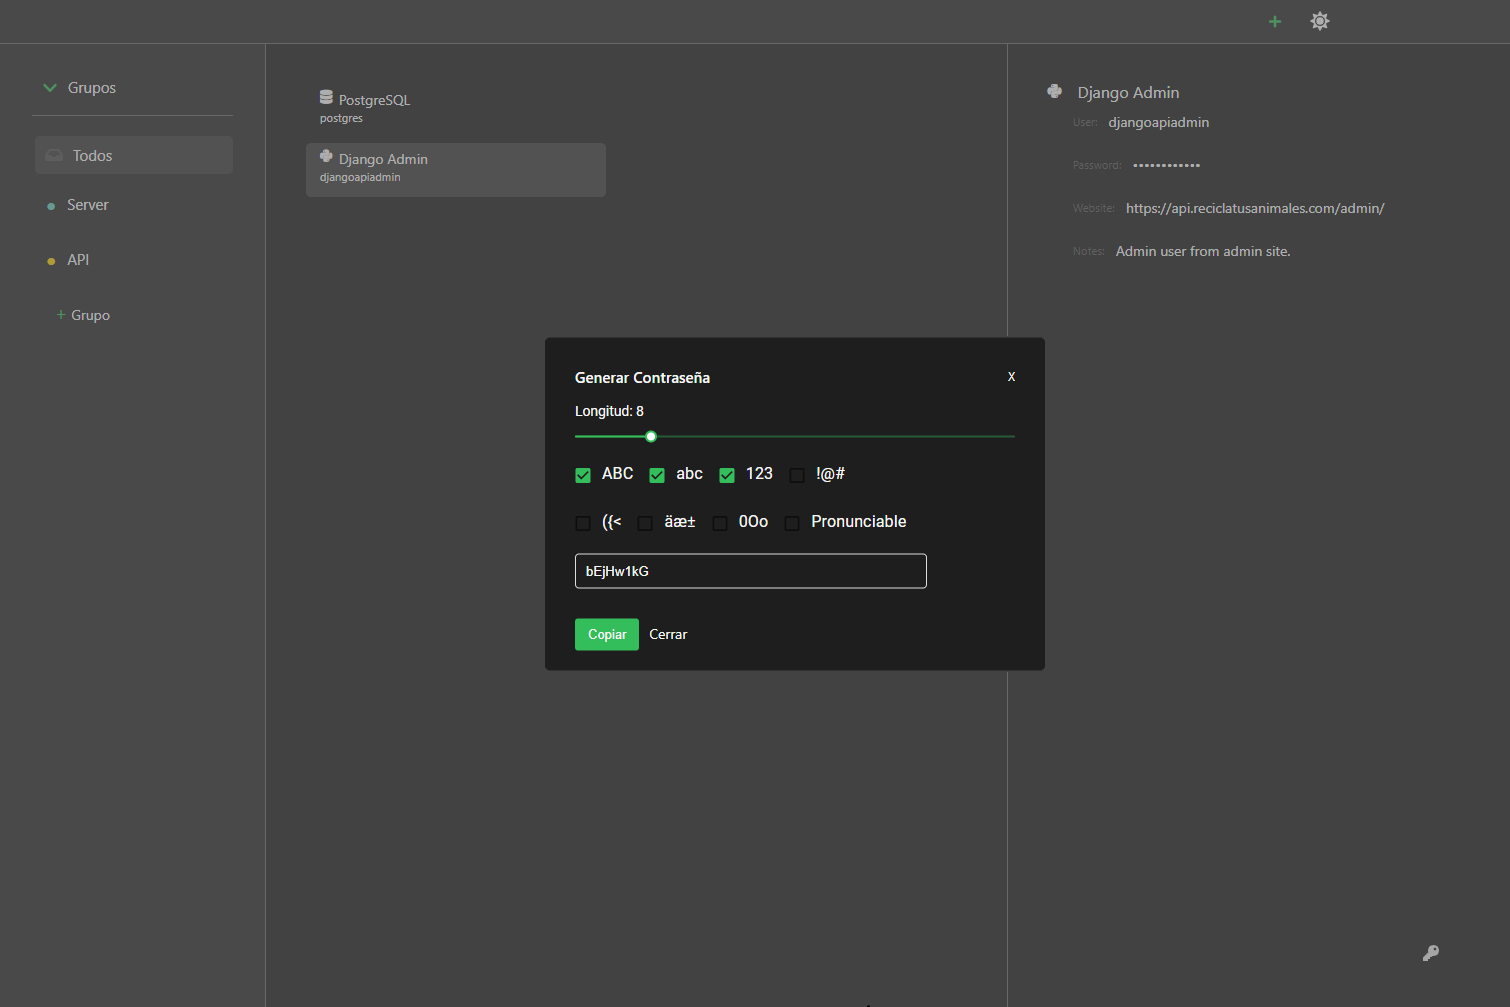 +
Grupos
Todos
Server
API
+ Grupo
PostgreSQL
postgres
Django Admin
djangoapiadmin
Django Admin
User: djangoapiadmin
Password: ••••••••••••
Website: https://api.reciclatusanimales.com/admin/
Notes: Admin user from admin site.
Generar Contraseña X
Longitud: 8
ABC abc 123 !@#
({< äæ± 0Oo Pronunciable
bEjHw1kG
Copiar Cerrar